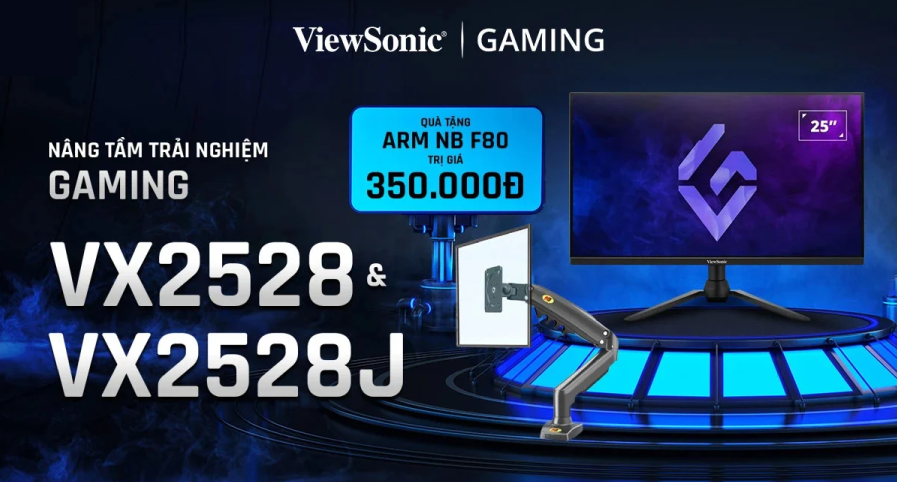 ViewSonic® | GAMING
NÂNG TẦM TRẢI NGHIỆM
GAMING
VX2528 &
VX2528J
QUÀ TẶNG
ARM NB F80
TRỊ GIÁ
350.000Đ
25"
ViewSonic